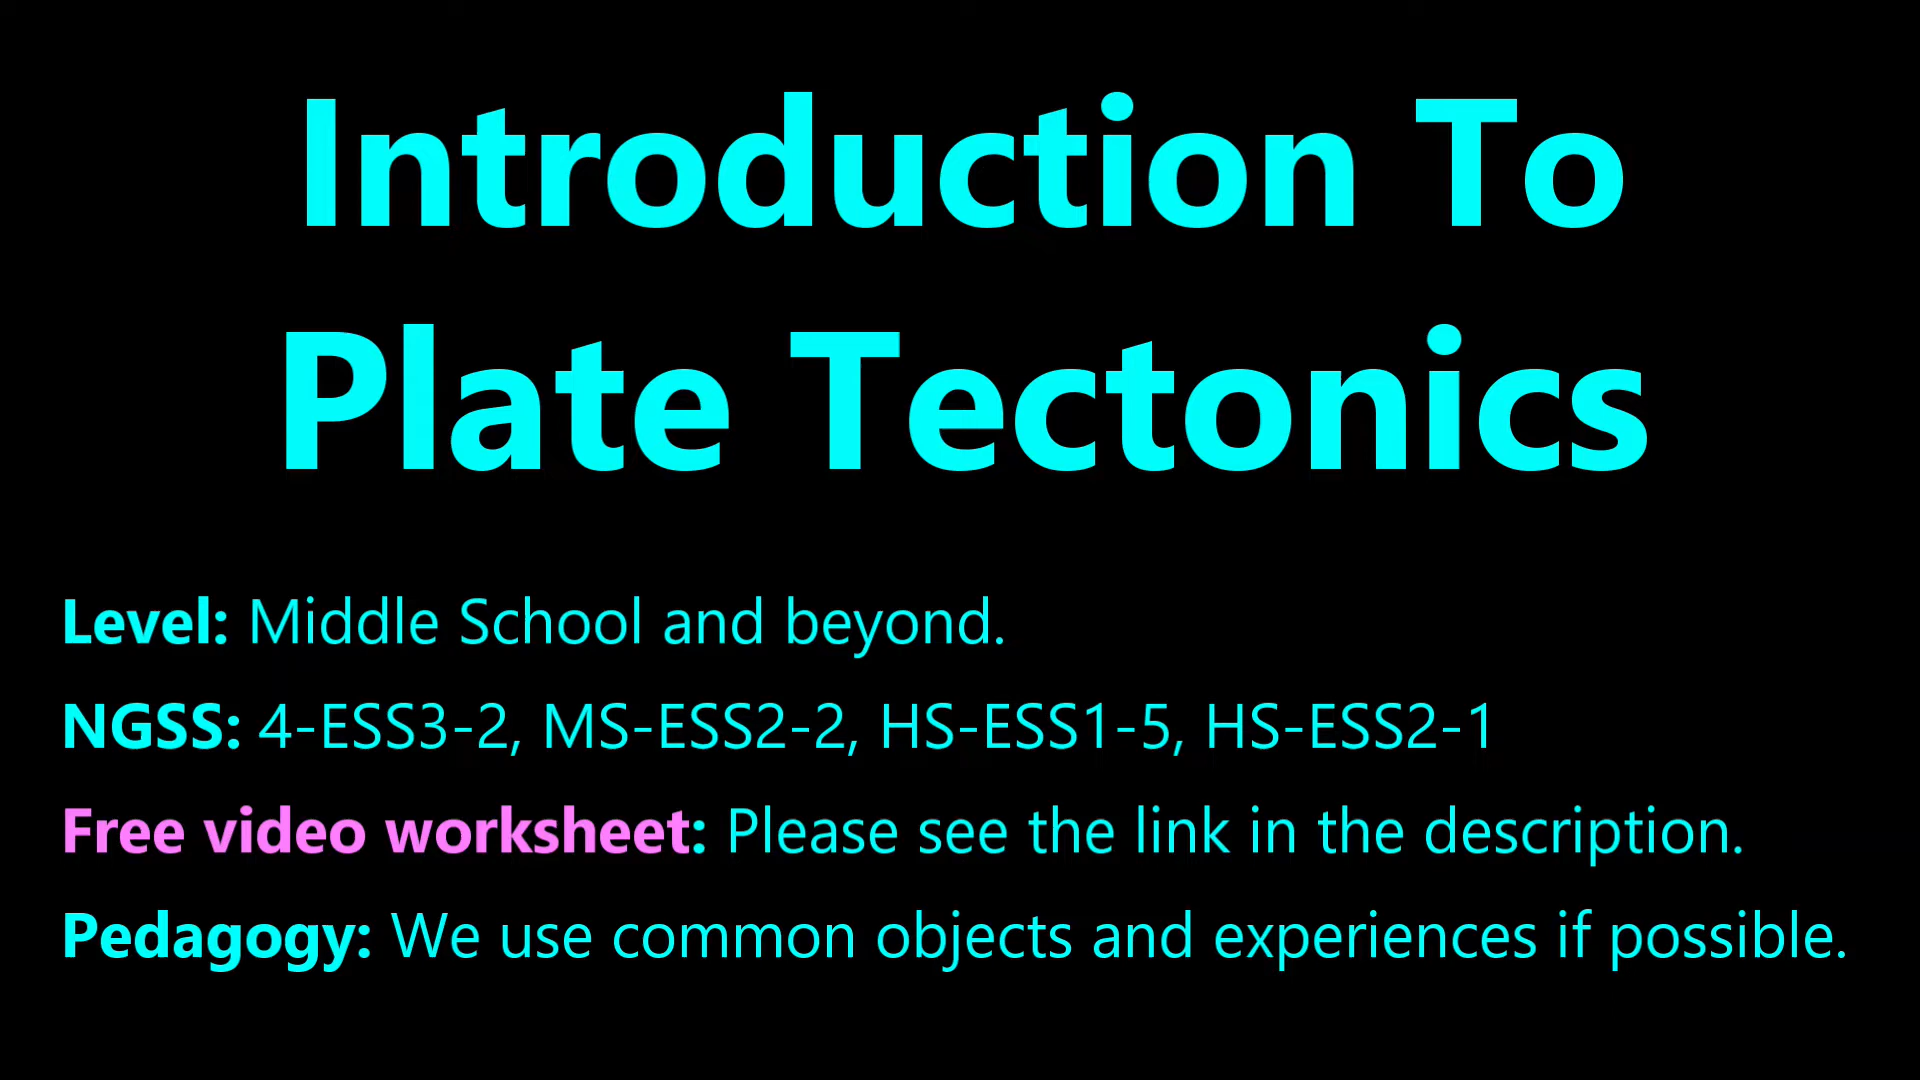 Introduction To
Plate Tectonics
Level: Middle School and beyond.
NGSS: 4-ESS3-2, MS-ESS2-2, HS-ESS1-5, HS-ESS2-1
Free video worksheet: Please see the link in the description.
Pedagogy: We use common objects and experiences if possible.